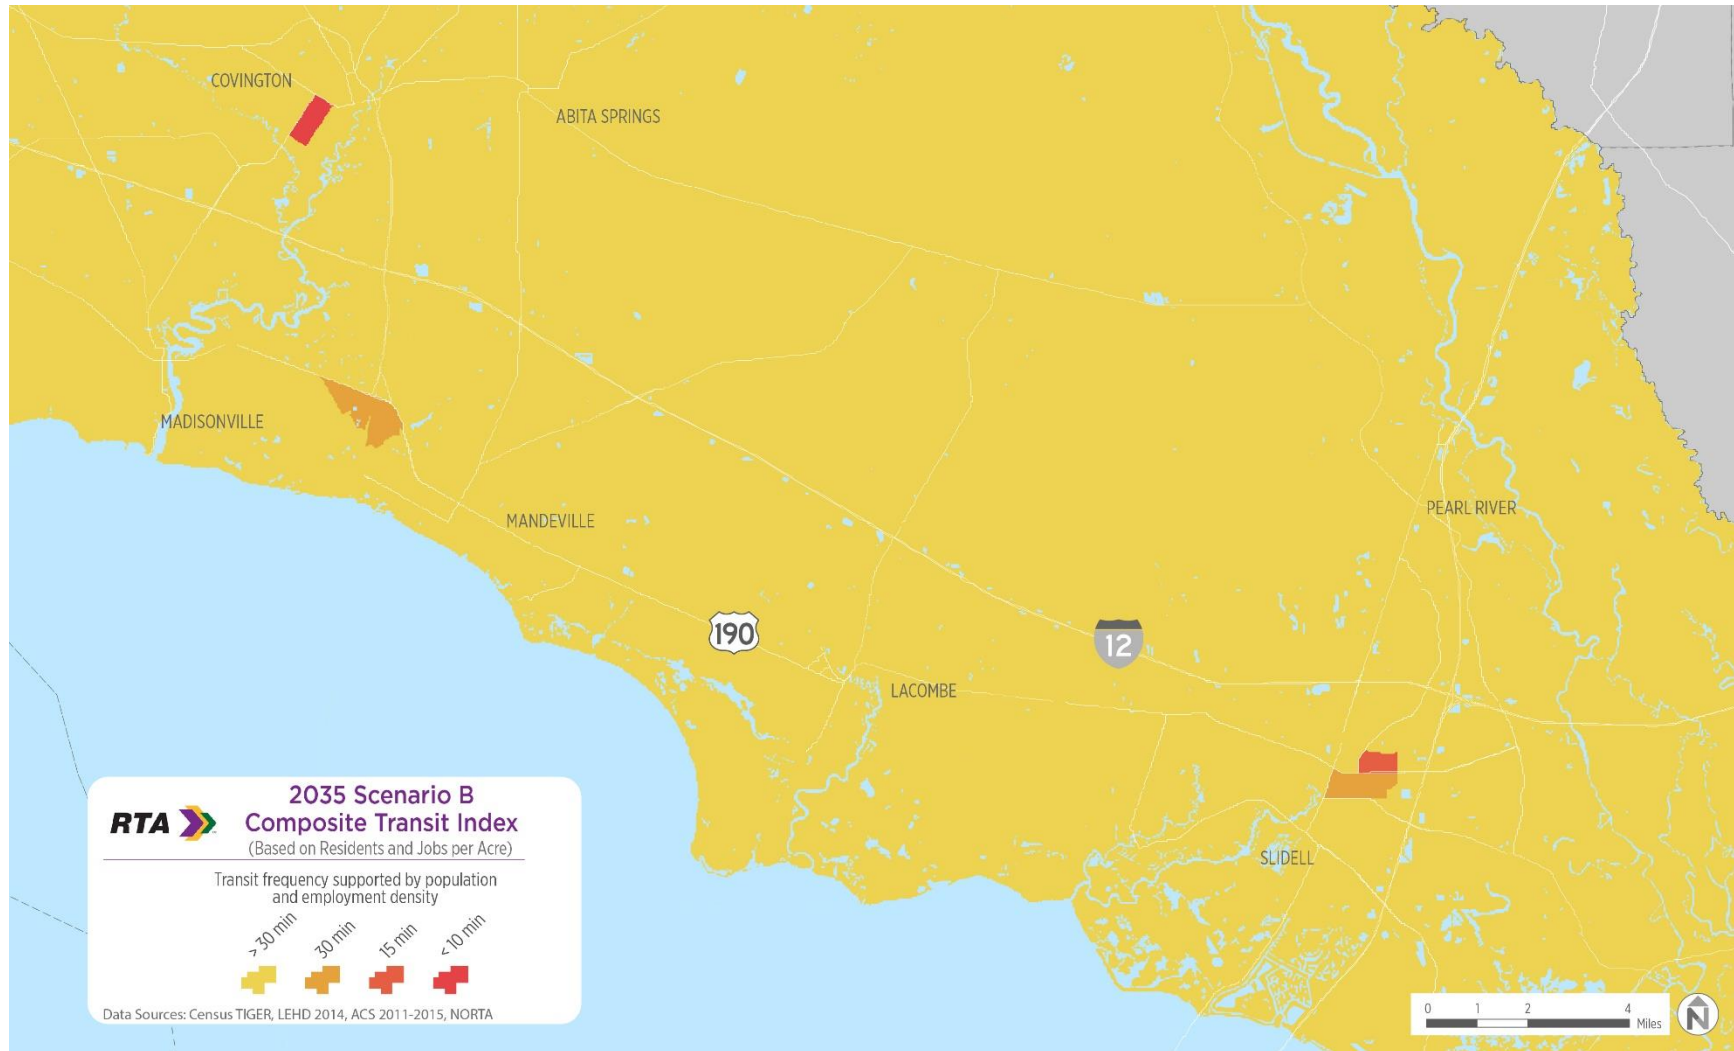 COVINGTON
ABITA SPRINGS
MADISONVILLE
MANDEVILLE
PEARL RIVER
190
12
LACOMBE
SLIDELL
RTA
2035 Scenario B
Composite Transit Index
(Based on Residents and Jobs per Acre)
Transit frequency supported by population
and employment density
> 30 min
30 min
15 min
< 10 min
Data Sources: Census TIGER, LEHD 2014, ACS 2011-2015, NORTA
0 1 2 4
Miles
N